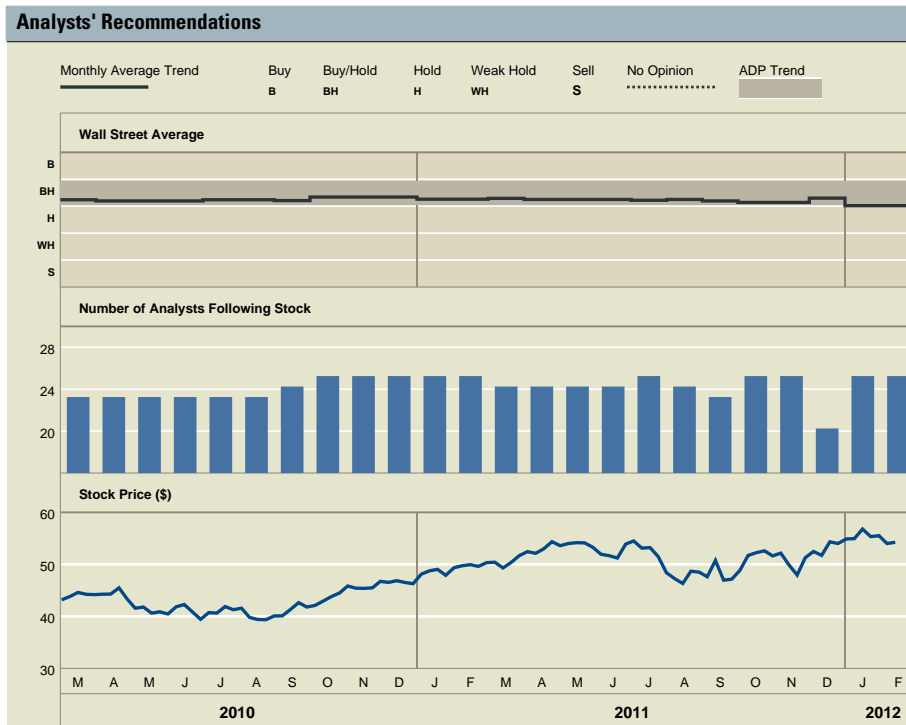 Analysts' Recommendations
Monthly Average Trend Buy Buy/Hold Hold Weak Hold Sell No Opinion ADP Trend
B BH H WH S
Wall Street Average
B
BH
H
WH
S
Number of Analysts Following Stock
28
24
20
Stock Price ($)
60
50
40
30
M A M J J A S O N D J F M A M J J A S O N D J F
2010 2011 2012